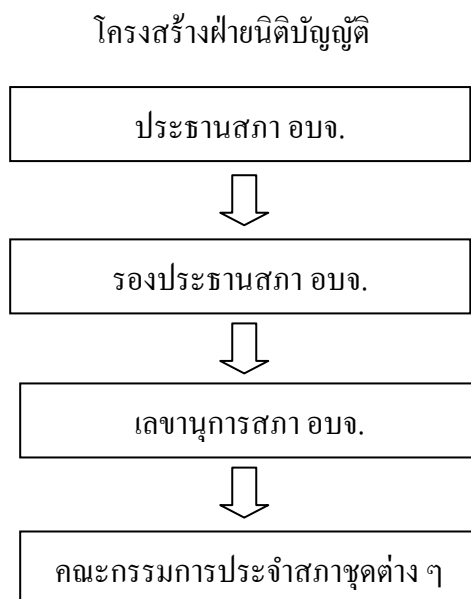 โครงสร้างฝ่ายนิติบัญญัติ
ประธานสภา อบจ.
รองประธานสภา อบจ.
เลขานุการสภา อบจ.
คณะกรรมการประจำสภาชุดต่าง ๆ